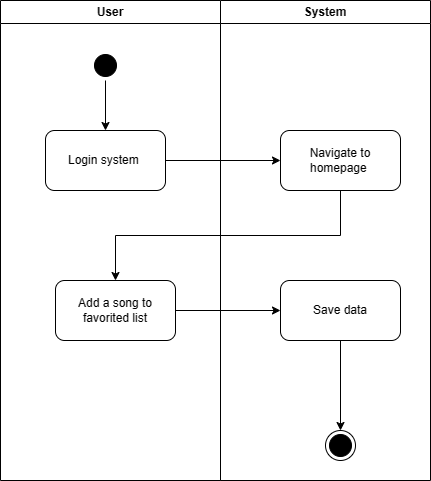 User
System
Login system
Navigate to
homepage
Add a song to
favorited list
Save data